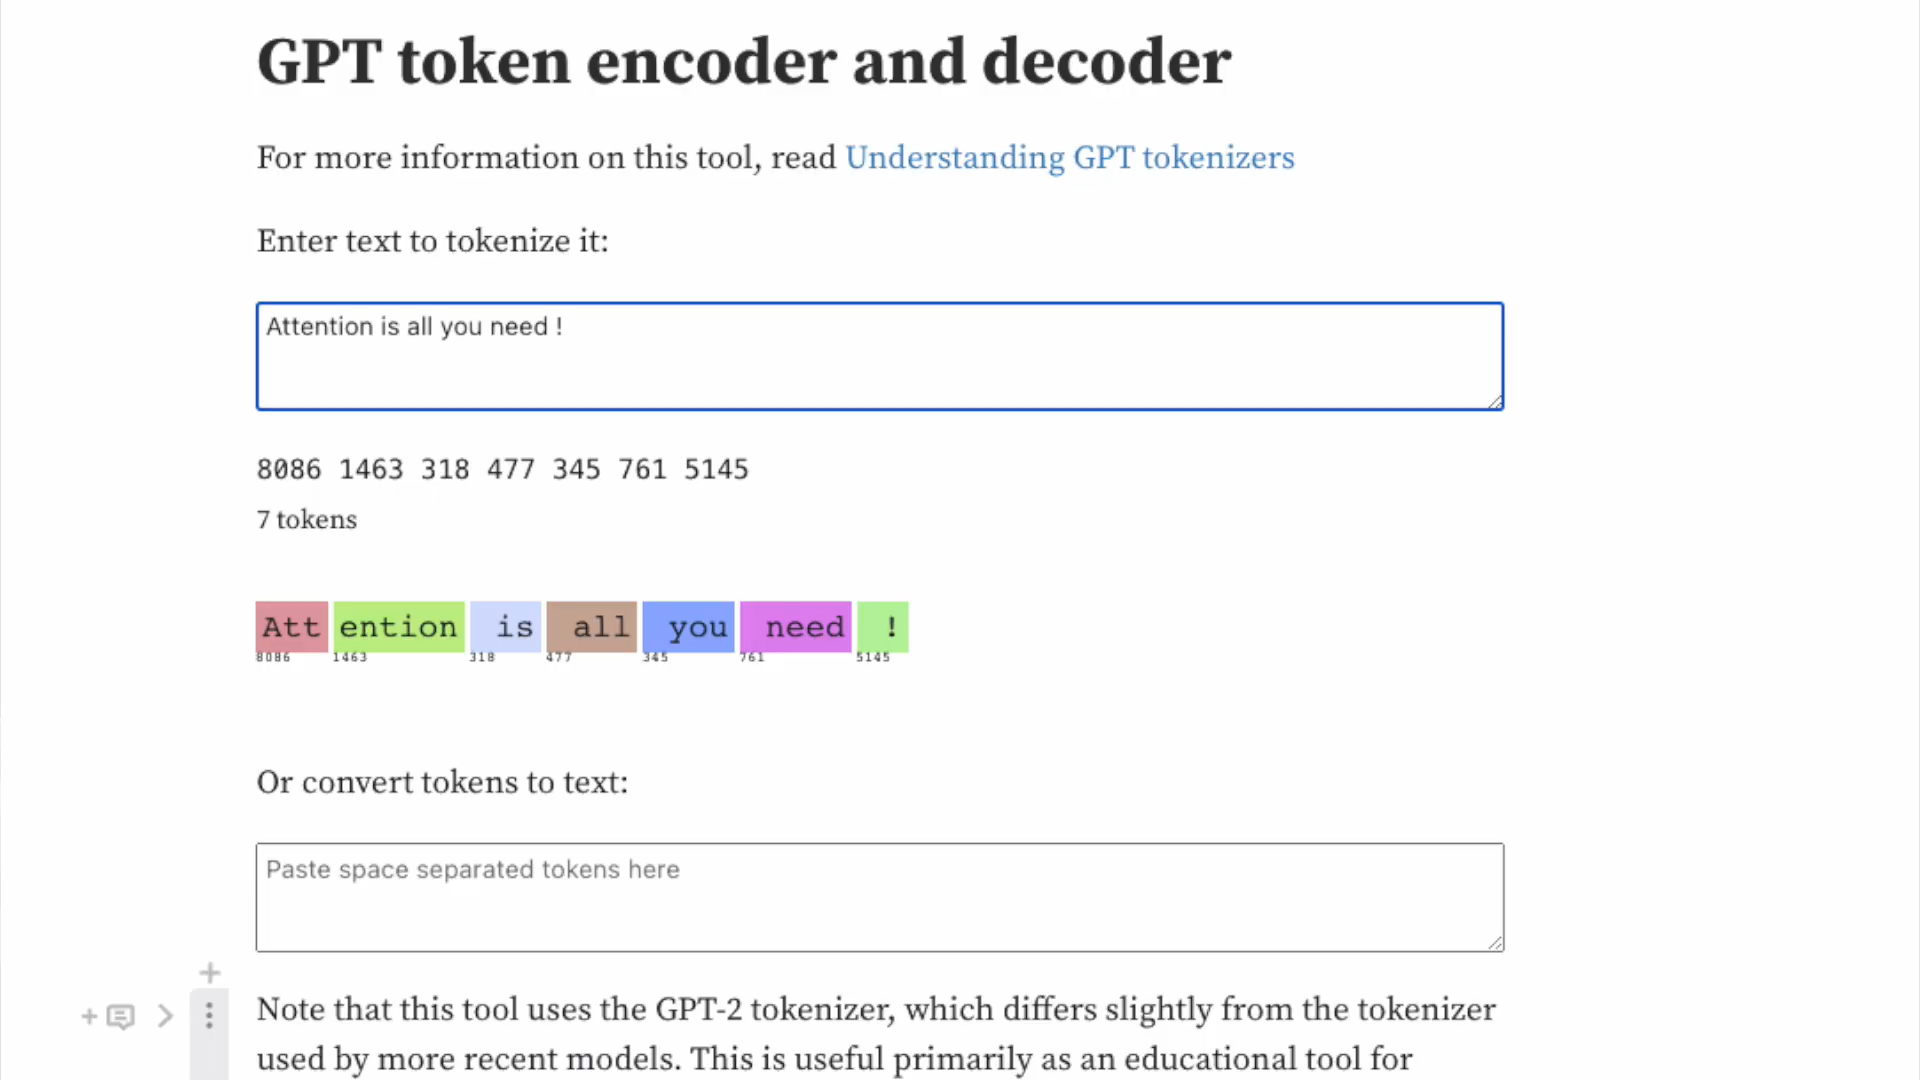 GPT token encoder and decoder
For more information on this tool, read Understanding GPT tokenizers
Enter text to tokenize it:
Attention is all you need !
8086 1463 318 477 345 761 5145
7 tokens
Att ention is all you need !
8086 1463 318 477 345 761 5145
Or convert tokens to text:
Paste space separated tokens here
Note that this tool uses the GPT-2 tokenizer, which differs slightly from the tokenizer
used by more recent models. This is useful primarily as an educational tool for